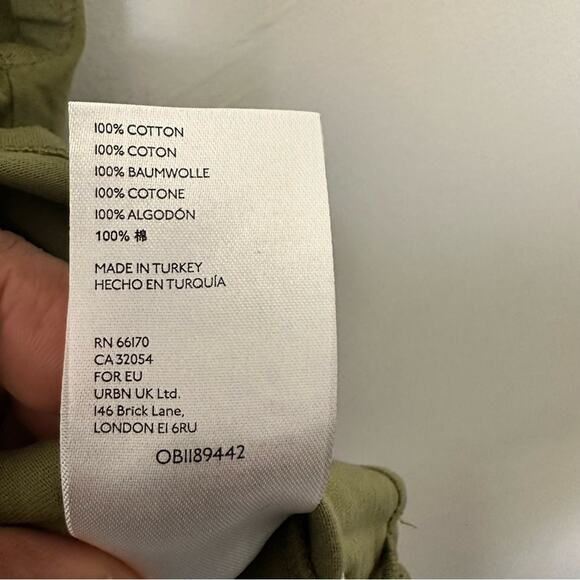 100% COTTON
100% COTON
100% BAUMWOLLE
100% COTONE
100% ALGODÓN
100% 棉
MADE IN TURKEY
HECHO EN TURQUÍA
RN 66170
CA 32054
FOR EU
URBN UK Ltd.
146 Brick Lane,
LONDON E1 6RU
OB1189442